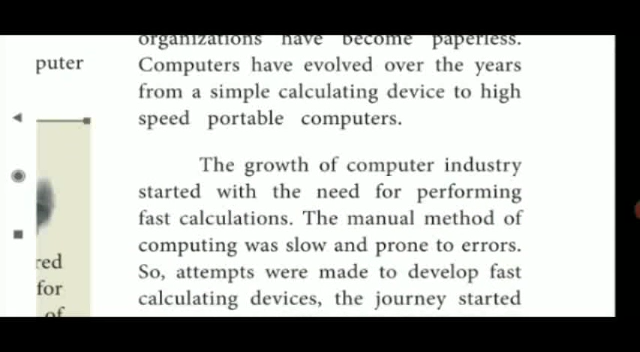 organizations have become paperless.
puter
Computers have evolved over the years
from a simple calculating device to high
speed portable computers.
The growth of computer industry
started with the need for performing
fast calculations. The manual method of
computing was slow and prone to errors.
red
So, attempts were made to develop fast
for
calculating devices, the journey started
of